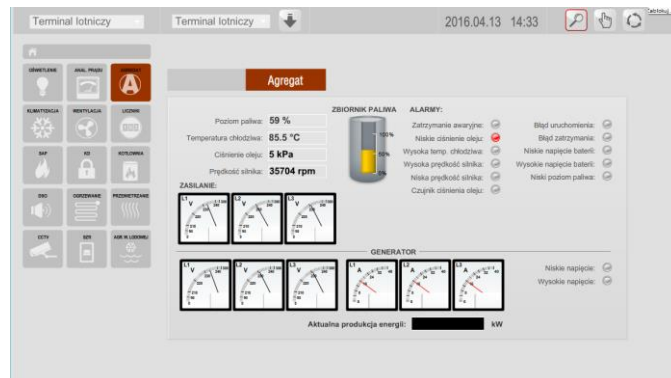 Terminal lotniczy Terminal lotniczy 2016.04.13 14:33
OŚWIETLENIE ANAL. PRĄDU AGREGATY
Agregat
KLIMATYZACJA WENTYLACJA LICZNIK
SSP KD KOTŁOWNIA
DSO OGRZEWANIE PRZEWIETRZANIE
CCTV SZR
Poziom paliwa: 59 %
Temperatura chłodziwa: 85.5 °C
Ciśnienie oleju: 5 kPa
Prędkość silnika: 35704 rpm
ZBIORNIK PALIWA
100%
50%
0%
ALARMY:
Zatrzymanie awaryjne:
Niskie ciśnienie oleju:
Wysoka temp. chłodziwa:
Wysoka prędkość silnika:
Niska prędkość silnika:
Czujnik ciśnienia oleju:
Błąd uruchomienia:
Błąd zatrzymania:
Niskie napięcie baterii:
Wysokie napięcie baterii:
Niski poziom paliwa:
ZASILANIE:
L1 V L2 V L3 V
GENERATOR
L1 V L2 V L3 V L1 A L2 A L3 A
Niskie napięcie:
Wysokie napięcie:
Aktualna produkcja energii: kW